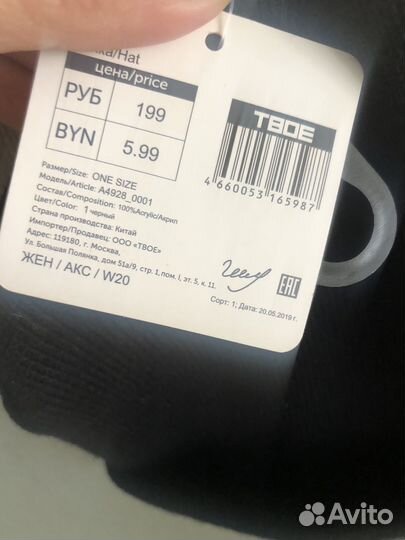 ка/Hat
цена/price
РУБ 199
BYN 5.99
Размер/Size: ONE SIZE
Модель/Article: A4928_0001
Состав/Composition: 100%Acrylic/Акрил
Цвет/Color: 1 черный
Страна производства: Китай
Импортер/Продавец: ООО «ТВОЕ»
Адрес: 119180, г. Москва,
Ул. Большая Полянка, дом 51а/9, стр. 1, пом. I, эт. 5, к. 11.
ЖЕН / АКС / W20
ТВОЕ
4 660053 165987
EAC
Сорт: 1; Дата: 20.05.2019 г.
Avito